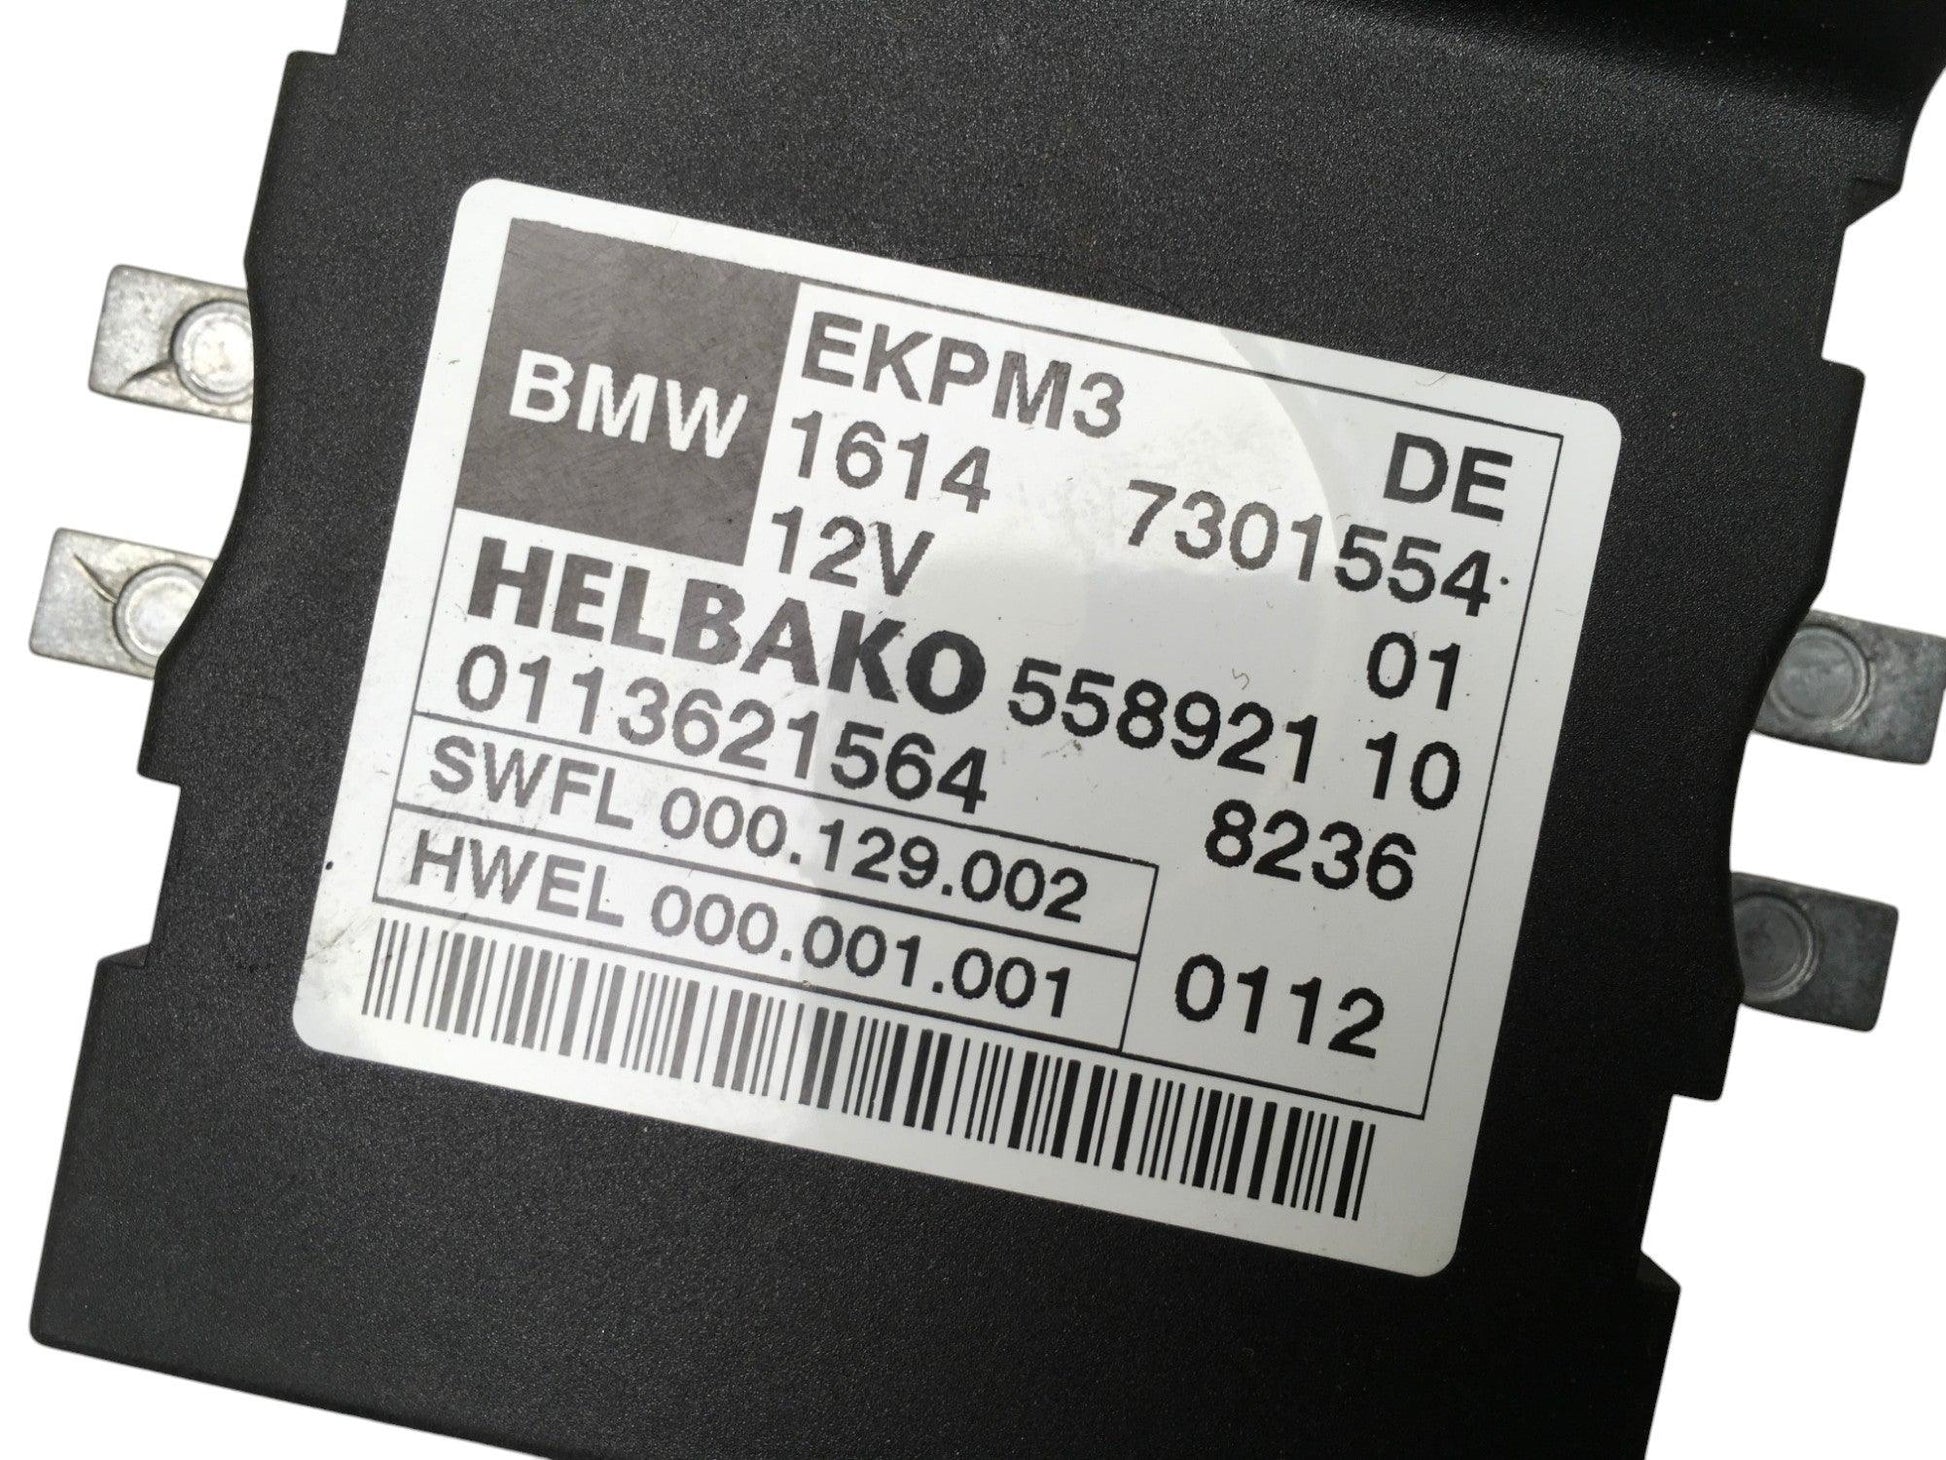 BMW
EKPM3 DE
1614 7301554
12V 01
HELBAKO 558921 10
0113621564 8236
SWFL 000.129.002
HWEL 000.001.001 0112